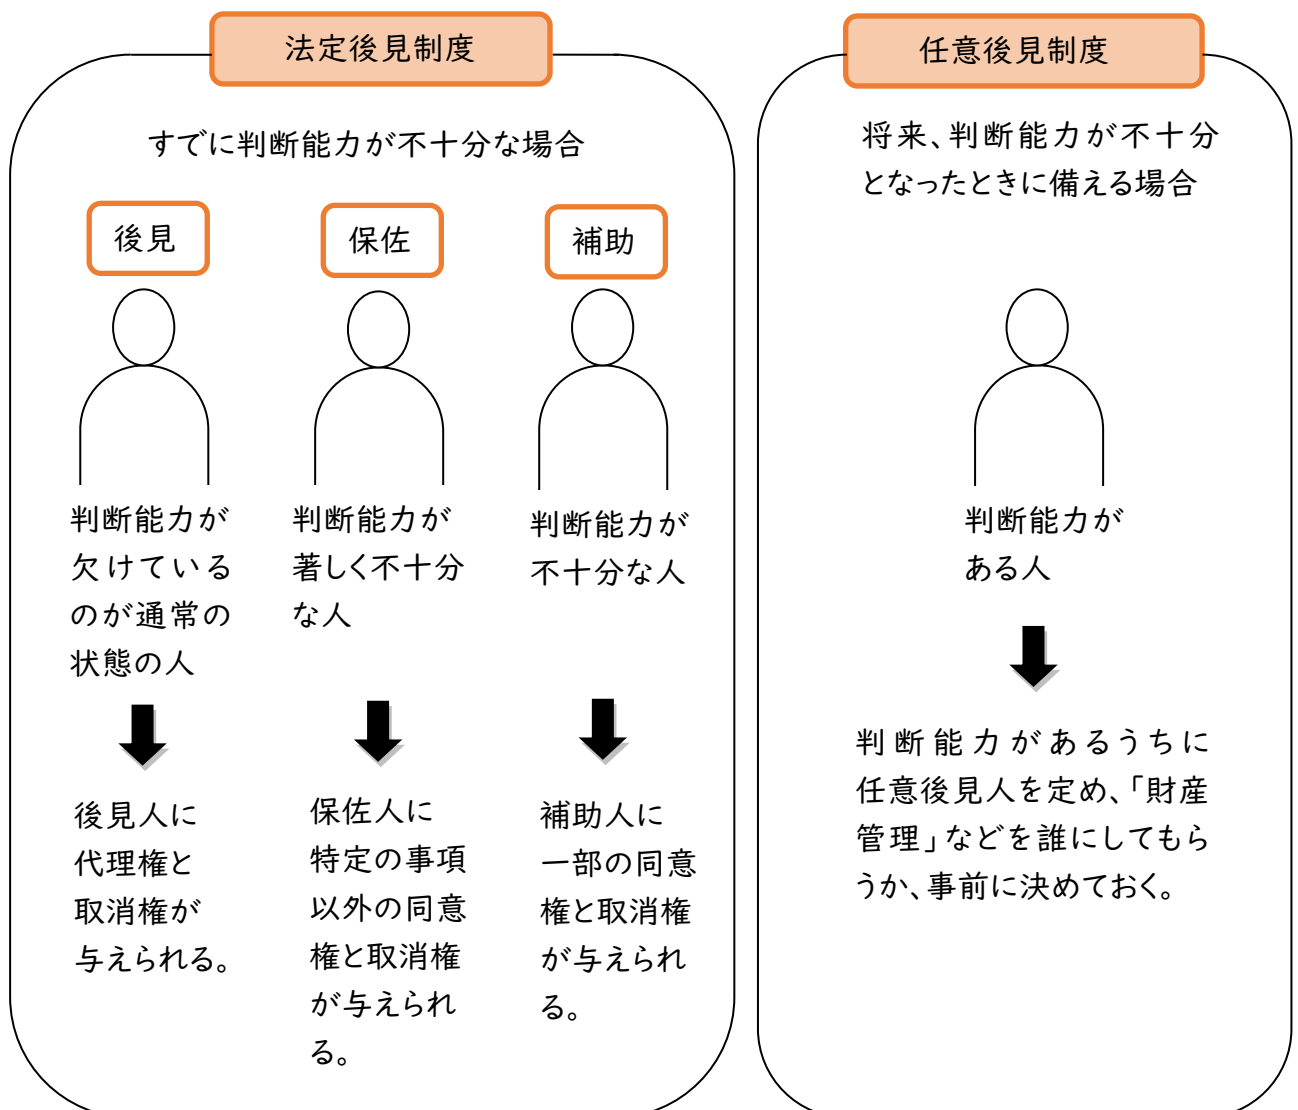 法定後見制度
すでに判断能力が不十分な場合
後見
判断能力が
欠けている
のが通常の
状態の人
後見人に
代理権と
取消権が
与えられる。
保佐
判断能力が
著しく不十分
な人
保佐人に
特定の事項
以外の同意
権と取消権
が与えられ
る。
補助
判断能力が
不十分な人
補助人に
一部の同意
権と取消権
が与えられ
る。
任意後見制度
将来、判断能力が不十分
となったときに備える場合
判断能力が
ある人
判断能力があるうちに
任意後見人を定め、「財産
管理」などを誰にしてもら
うか、事前に決めておく。